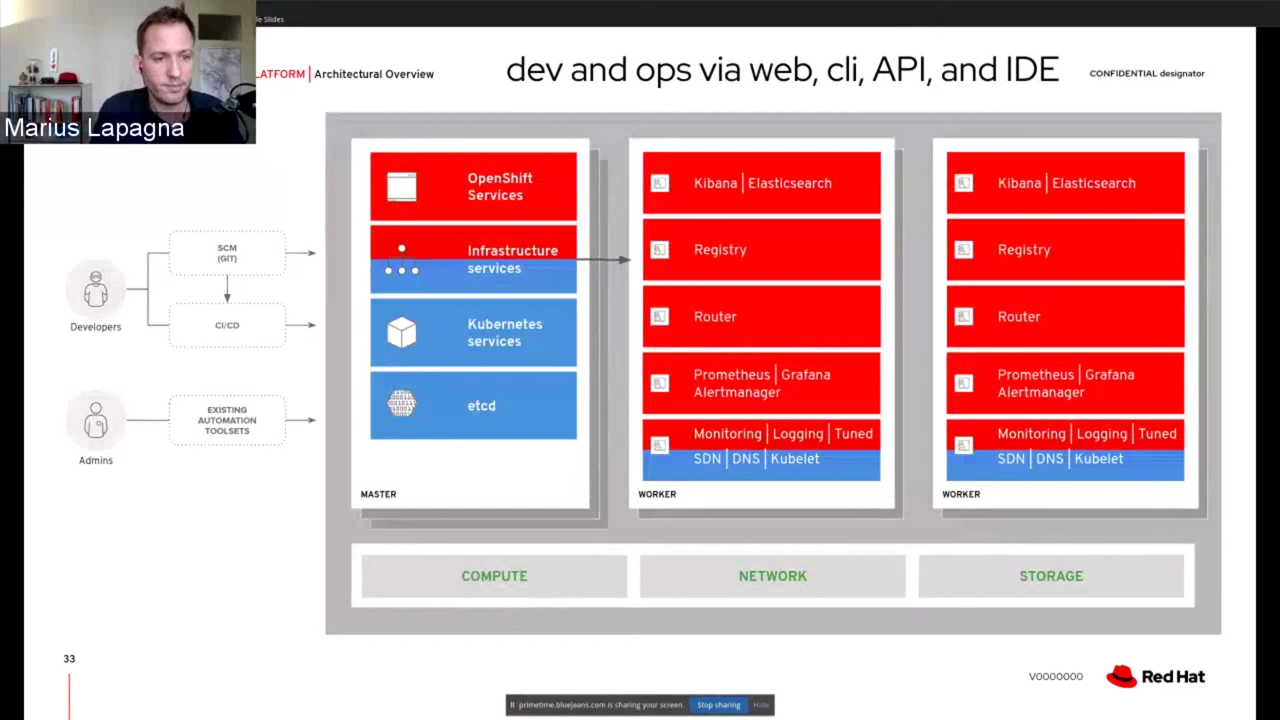 le Slides
Marius Lapagna
LATFORM | Architectural Overview
dev and ops via web, cli, API, and IDE
CONFIDENTIAL designator
Developers
SCM
(GIT)
CI/CD
Admins
EXISTING
AUTOMATION
TOOLSETS
OpenShift
Services
Infrastructure
services
Kubernetes
services
etcd
MASTER
Kibana | Elasticsearch
Registry
Router
Prometheus | Grafana
Alertmanager
Monitoring | Logging | Tuned
SDN | DNS | Kubelet
WORKER
Kibana | Elasticsearch
Registry
Router
Prometheus | Grafana
Alertmanager
Monitoring | Logging | Tuned
SDN | DNS | Kubelet
WORKER
COMPUTE
NETWORK
STORAGE
33
V0000000
Red Hat
primetime.bluejeans.com is sharing your screen.
Stop sharing
Hide